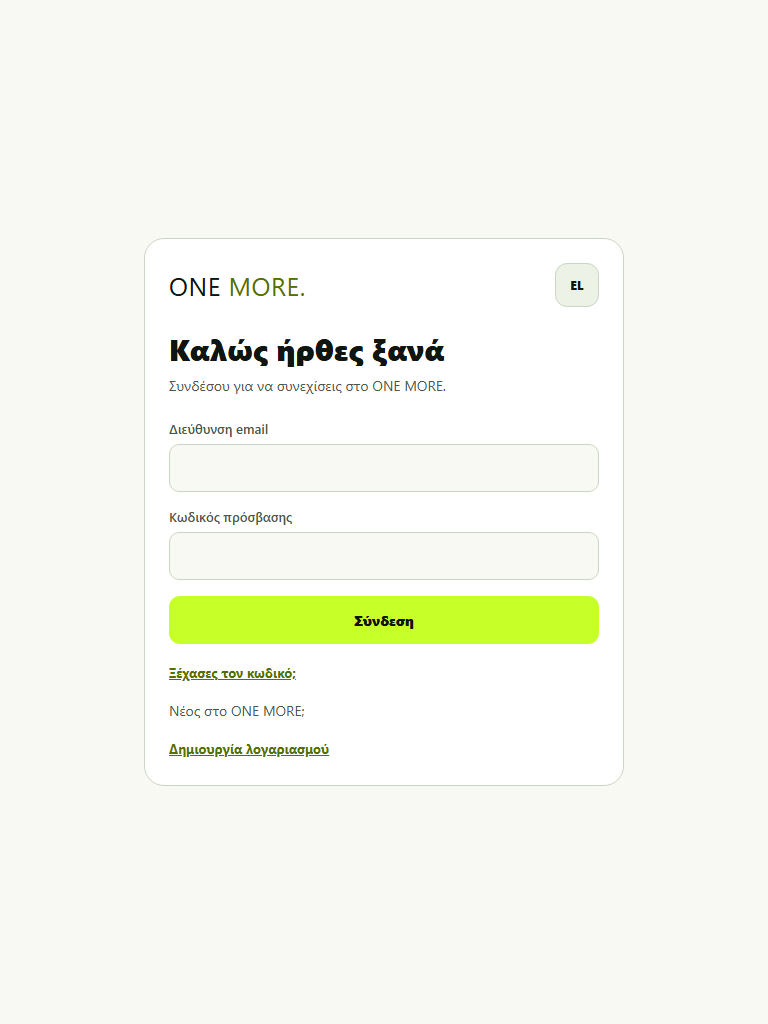 ONE MORE.
EL
Καλώς ήρθες ξανά
Συνδέσου για να συνεχίσεις στο ONE MORE.
Διεύθυνση email
Κωδικός πρόσβασης
Σύνδεση
Ξέχασες τον κωδικό;
Νέος στο ONE MORE;
Δημιουργία λογαριασμού